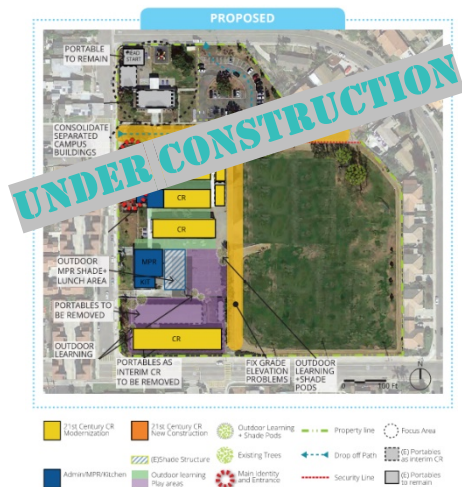 PROPOSED
PORTABLE
TO REMAIN
HEAD
START
CONSOLIDATE
SEPARATED
CAMPUS
BUILDINGS
UNDER CONSTRUCTION
CR
CR
OUTDOOR
MPR SHADE+
LUNCH AREA
MPR
KIT
PORTABLES TO
BE REMOVED
OUTDOOR
LEARNING
CR
PORTABLES AS
INTERIM CR
TO BE REMOVED
FIX GRADE
ELEVATION
PROBLEMS
OUTDOOR
LEARNING
+SHADE
PODS
100 ft
21st Century CR
Modernization
21st Century CR
New Construction
Outdoor Learning
+ Shade Pods
Property line
Focus Area
(E)Shade Structure
Existing Trees
Drop off Path
(E) Portables
as interim CR
Admin/MPR/Kitchen
Outdoor learning
Play areas
Main Identity
and Entrance
Security Line
(E) Portables
to remain